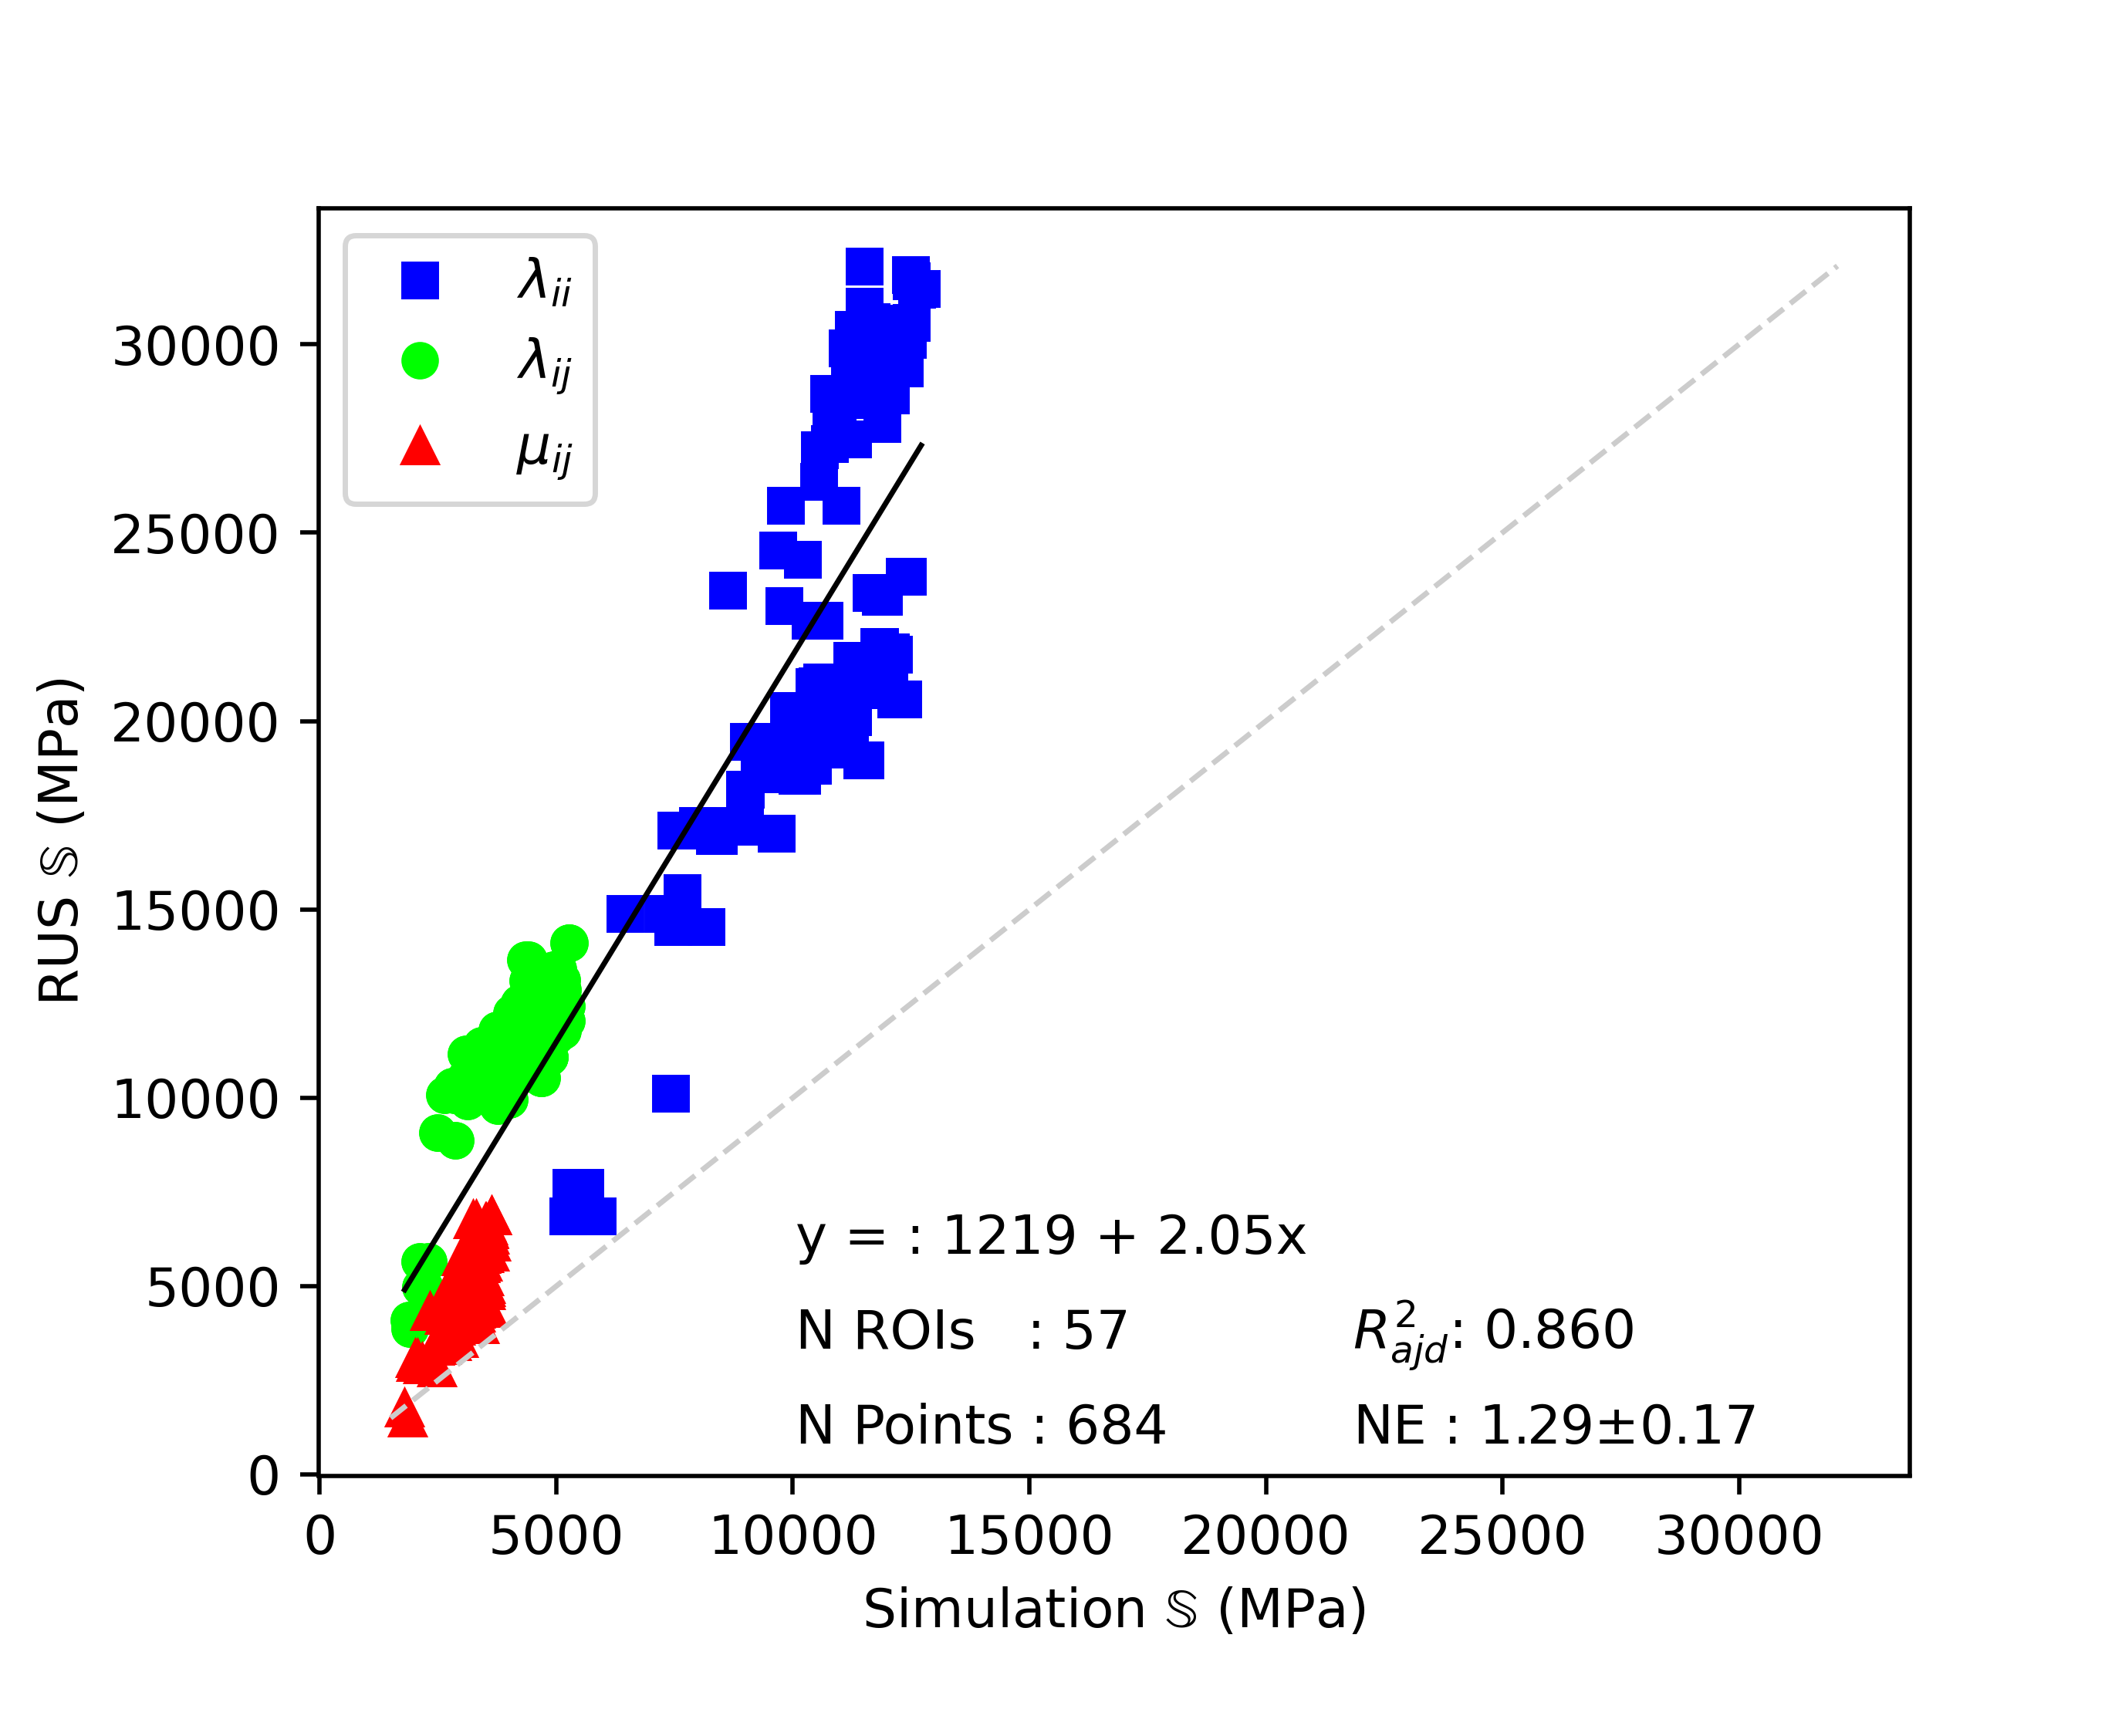 λii
λij
μij
30000
25000
20000
15000
10000
5000
0
RUS 𝕊 (MPa)
y = : 1219 + 2.05x
N ROIs : 57
R²ajd: 0.860
N Points : 684
NE : 1.29±0.17
0 5000 10000 15000 20000 25000 30000
Simulation 𝕊 (MPa)